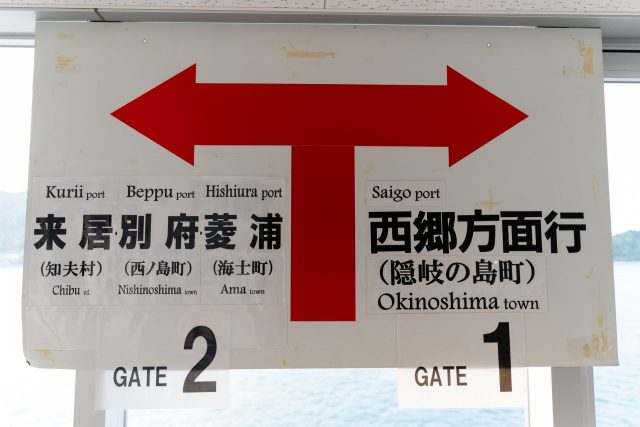 Kurii port
来居
(知夫村)
Chibu vil.
Beppu port
別府
(西ノ島町)
Nishinoshima town
Hishiura port
菱浦
(海士町)
Ama town
GATE 2
Saigo port
西郷方面行
(隠岐の島町)
Okinoshima town
GATE 1